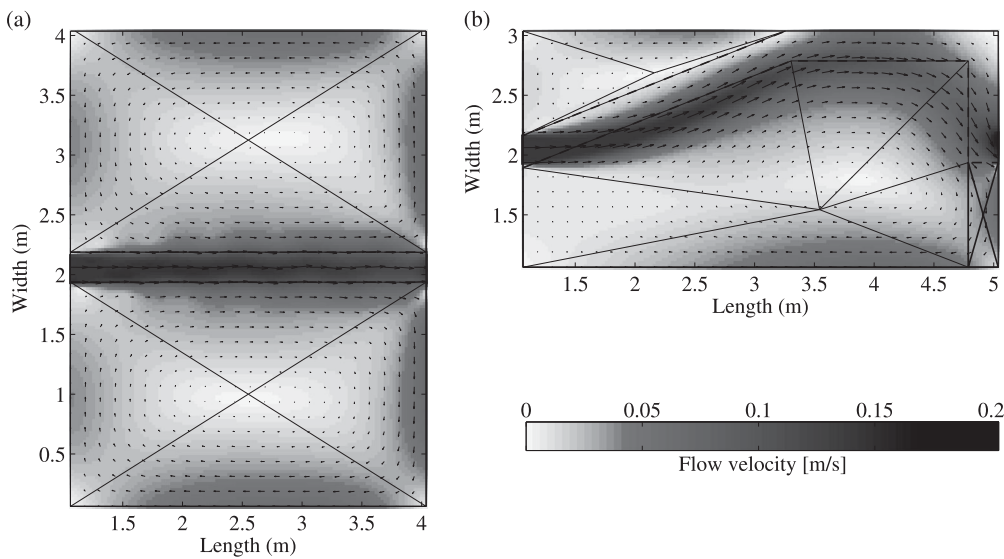 (a)
4
3.5
3
2.5
2
1.5
1
0.5
Width (m)
1.5 2 2.5 3 3.5 4
Length (m)
(b)
3
2.5
2
1.5
Width (m)
1.5 2 2.5 3 3.5 4 4.5 5
Length (m)
0 0.05 0.1 0.15 0.2
Flow velocity [m/s]